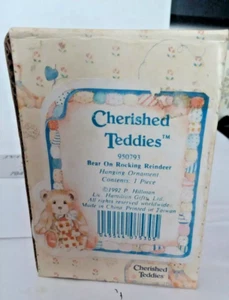 Cherished
Teddies™
950793
Bear On Rocking Reindeer
Hanging Ornament
Contents: 1 Piece
©1992 P. Hillman
Lic. Hamilton Gifts, Ltd.
All rights reserved worldwide
Made in China Printed in Taiwan
Cherished
Teddies